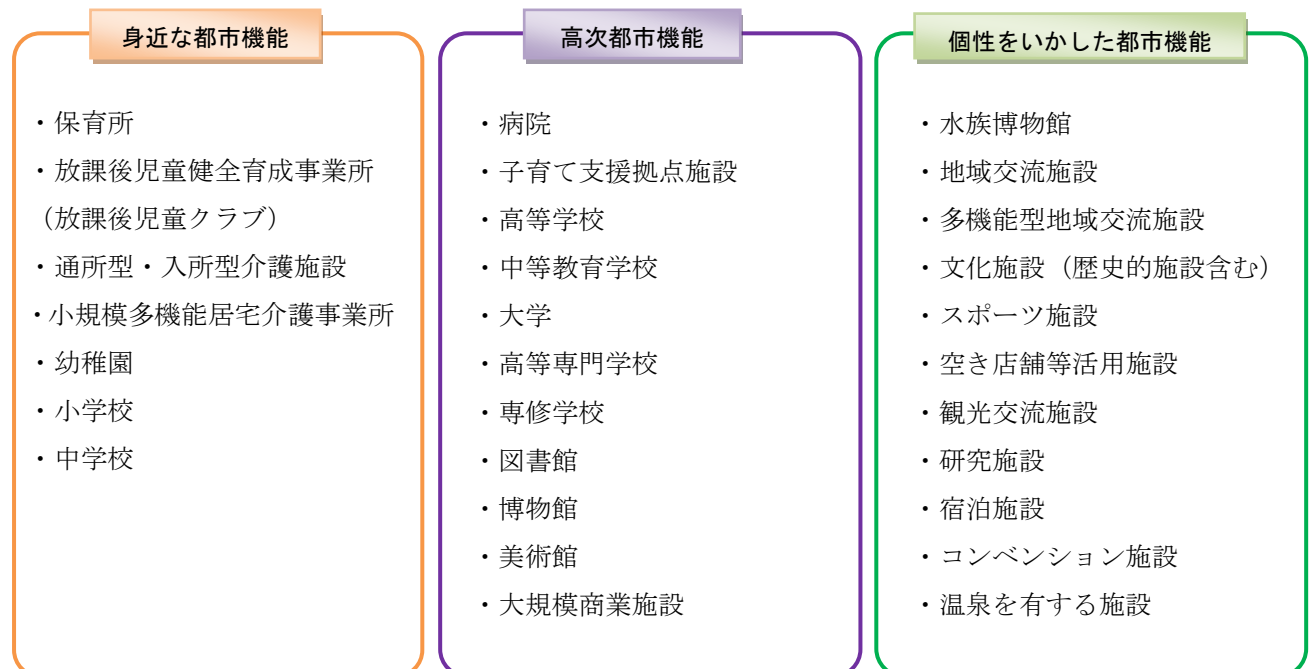 身近な都市機能
・保育所
・放課後児童健全育成事業所
（放課後児童クラブ）
・通所型・入所型介護施設
・小規模多機能居宅介護事業所
・幼稚園
・小学校
・中学校
高次都市機能
・病院
・子育て支援拠点施設
・高等学校
・中等教育学校
・大学
・高等専門学校
・専修学校
・図書館
・博物館
・美術館
・大規模商業施設
個性をいかした都市機能
・水族博物館
・地域交流施設
・多機能型地域交流施設
・文化施設（歴史的施設含む）
・スポーツ施設
・空き店舗等活用施設
・観光交流施設
・研究施設
・宿泊施設
・コンベンション施設
・温泉を有する施設